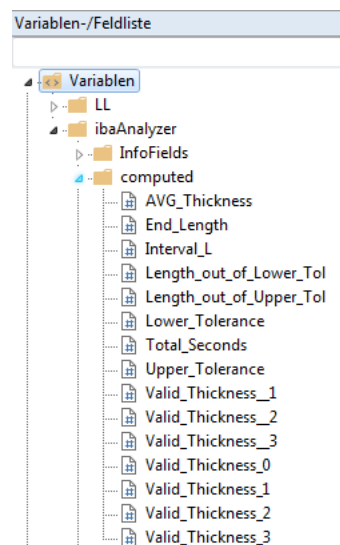 Variablen-/Feldliste
Variablen
LL
ibaAnalyzer
InfoFields
computed
AVG_Thickness
End_Length
Interval_L
Length_out_of_Lower_Tol
Length_out_of_Upper_Tol
Lower_Tolerance
Total_Seconds
Upper_Tolerance
Valid_Thickness__1
Valid_Thickness__2
Valid_Thickness__3
Valid_Thickness_0
Valid_Thickness_1
Valid_Thickness_2
Valid_Thickness_3